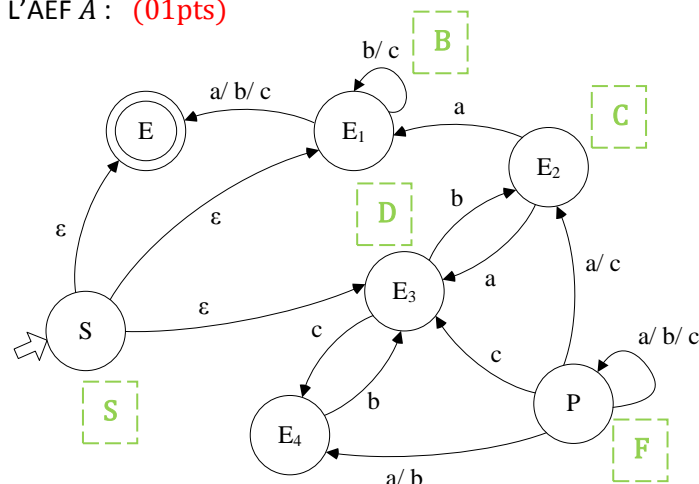 L'AEF A : (01pts)
B
b/ c
a/ b/ c
E
E₁
a
C
E₂
D
b
ε
ε
a
a/ c
ε
E₃
S
c
c
a/ b/ c
b
P
S
E₄
F
a/ b